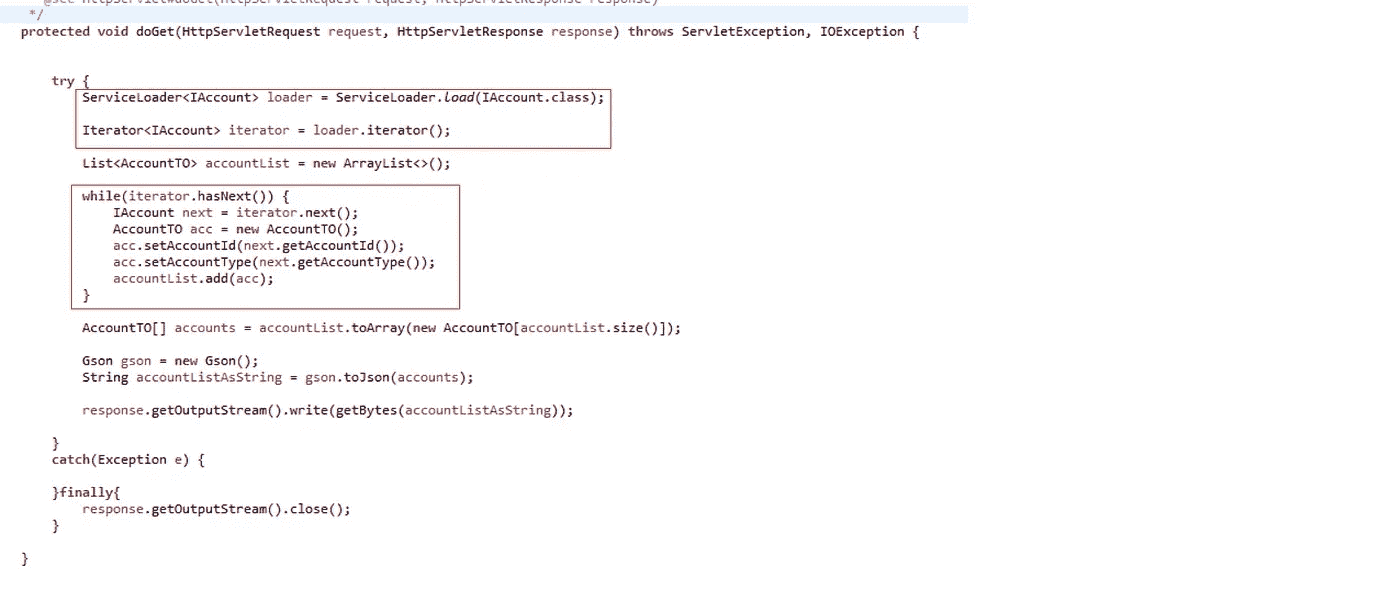 @see HttpServlet#doGet(HttpServletRequest request, HttpServletResponse response)
*/
protected void doGet(HttpServletRequest request, HttpServletResponse response) throws ServletException, IOException {
try {
ServiceLoader<IAccount> loader = ServiceLoader.load(IAccount.class);
Iterator<IAccount> iterator = loader.iterator();
List<AccountTO> accountList = new ArrayList<>();
while(iterator.hasNext()) {
IAccount next = iterator.next();
AccountTO acc = new AccountTO();
acc.setAccountId(next.getAccountId());
acc.setAccountType(next.getAccountType());
accountList.add(acc);
}
AccountTO[] accounts = accountList.toArray(new AccountTO[accountList.size()]);
Gson gson = new Gson();
String accountListAsString = gson.toJson(accounts);
response.getOutputStream().write(getBytes(accountListAsString));
}
catch(Exception e) {
}finally{
response.getOutputStream().close();
}
}